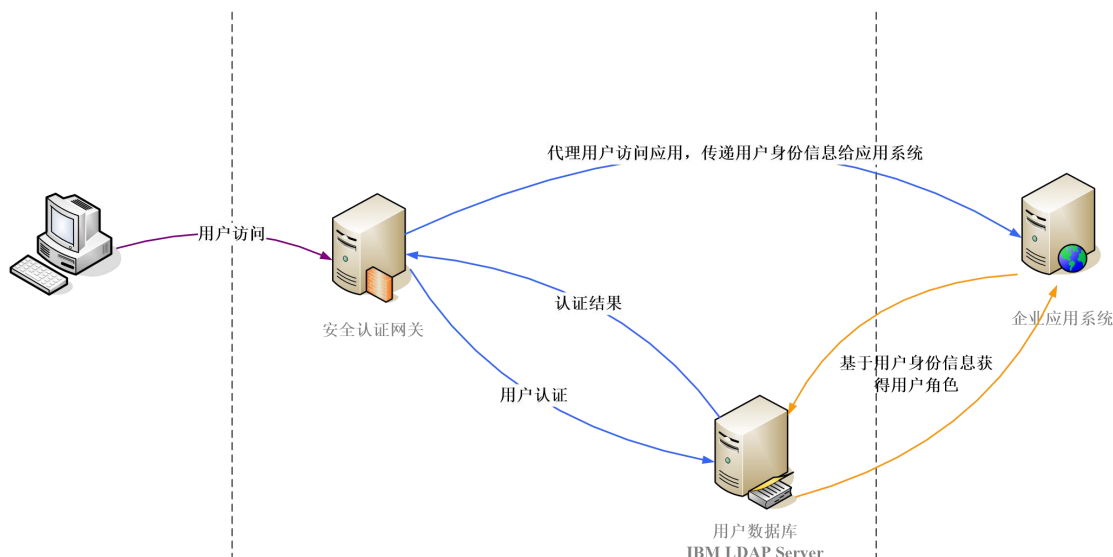 代理用户访问应用，传递用户身份信息给应用系统
用户访问
认证结果
安全认证网关
企业应用系统
基于用户身份信息获
得用户角色
用户认证
用户数据库
IBM LDAP Server